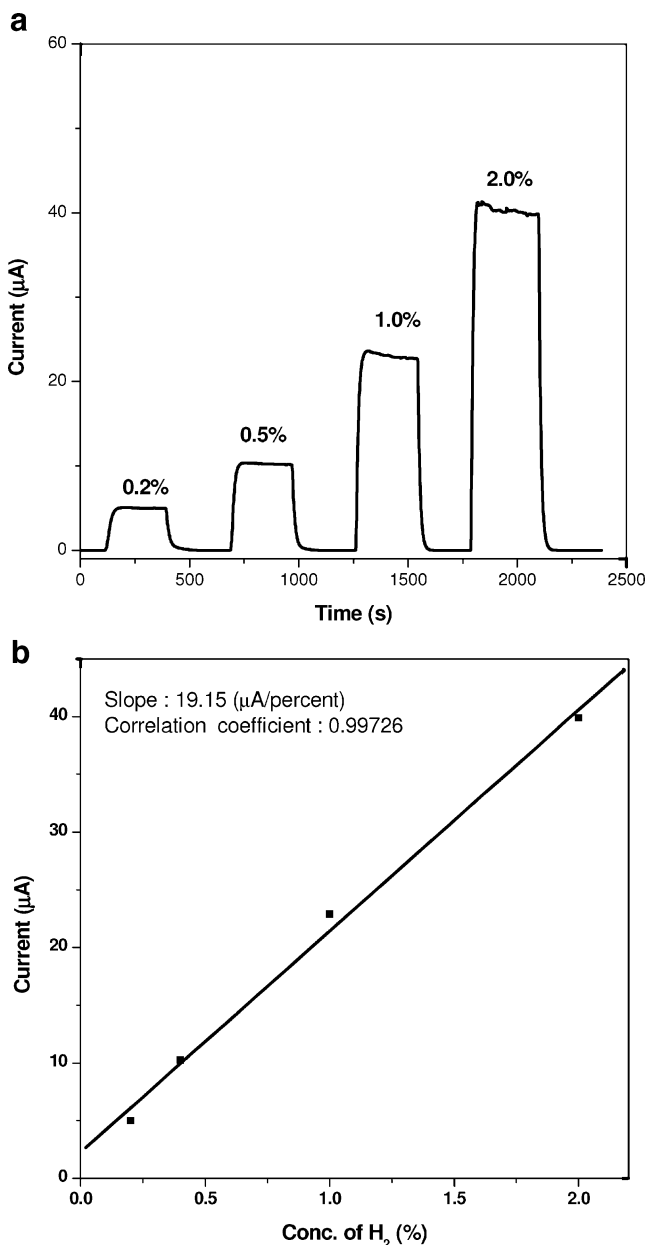 a
60
40
20
0
Current (μA)
0.2%
0.5%
1.0%
2.0%
0 500 1000 1500 2000 2500
Time (s)
b
Slope : 19.15 (μA/percent)
Correlation coefficient : 0.99726
40
30
20
10
0
Current (μA)
0.0 0.5 1.0 1.5 2.0
Conc. of H₂ (%)